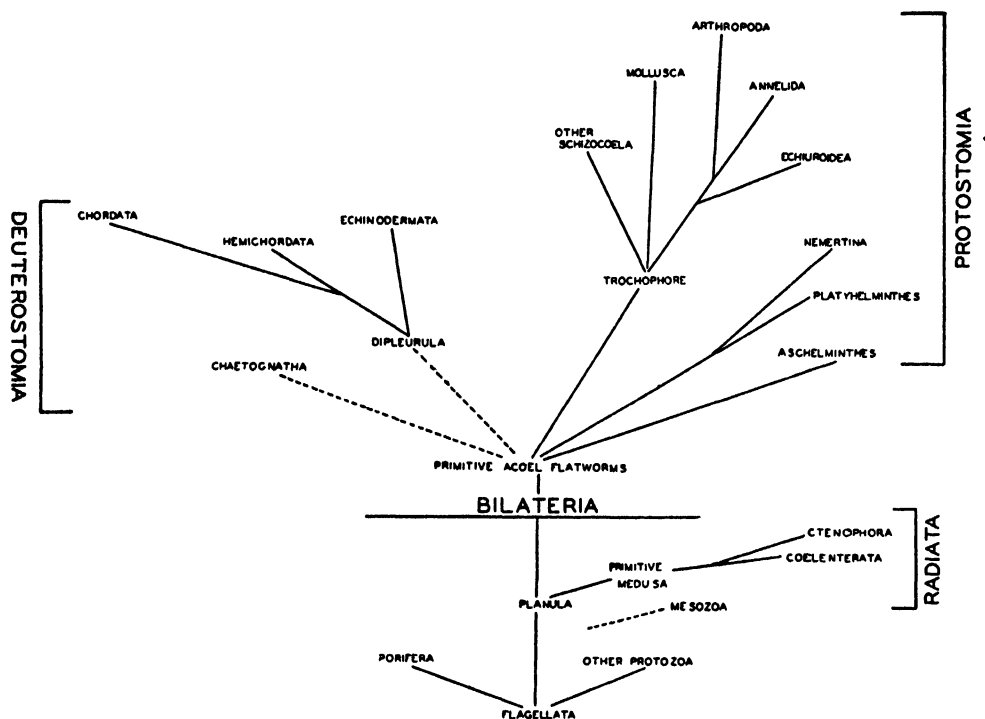 ARTHROPODA
MOLLUSCA
ANNELIDA
OTHER
SCHIZOCOELA
ECHIUROIDEA
PROTOSTOMIA
DEUTEROSTOMIA
CHORDATA
ECHINODERMATA
HEMICHORDATA
NEMERTINA
TROCHOPHORE
PLATYHELMINTHES
DIPLEURULA
ASCHELMINTHES
CHAETOGNATHA
PRIMITIVE ACOEL FLATWORMS
BILATERIA
CTENOPHORA
COELENTERATA
RADIATA
PRIMITIVE
MEDUSA
PLANULA
MESOZOA
PORIFERA
OTHER PROTOZOA
FLAGELLATA